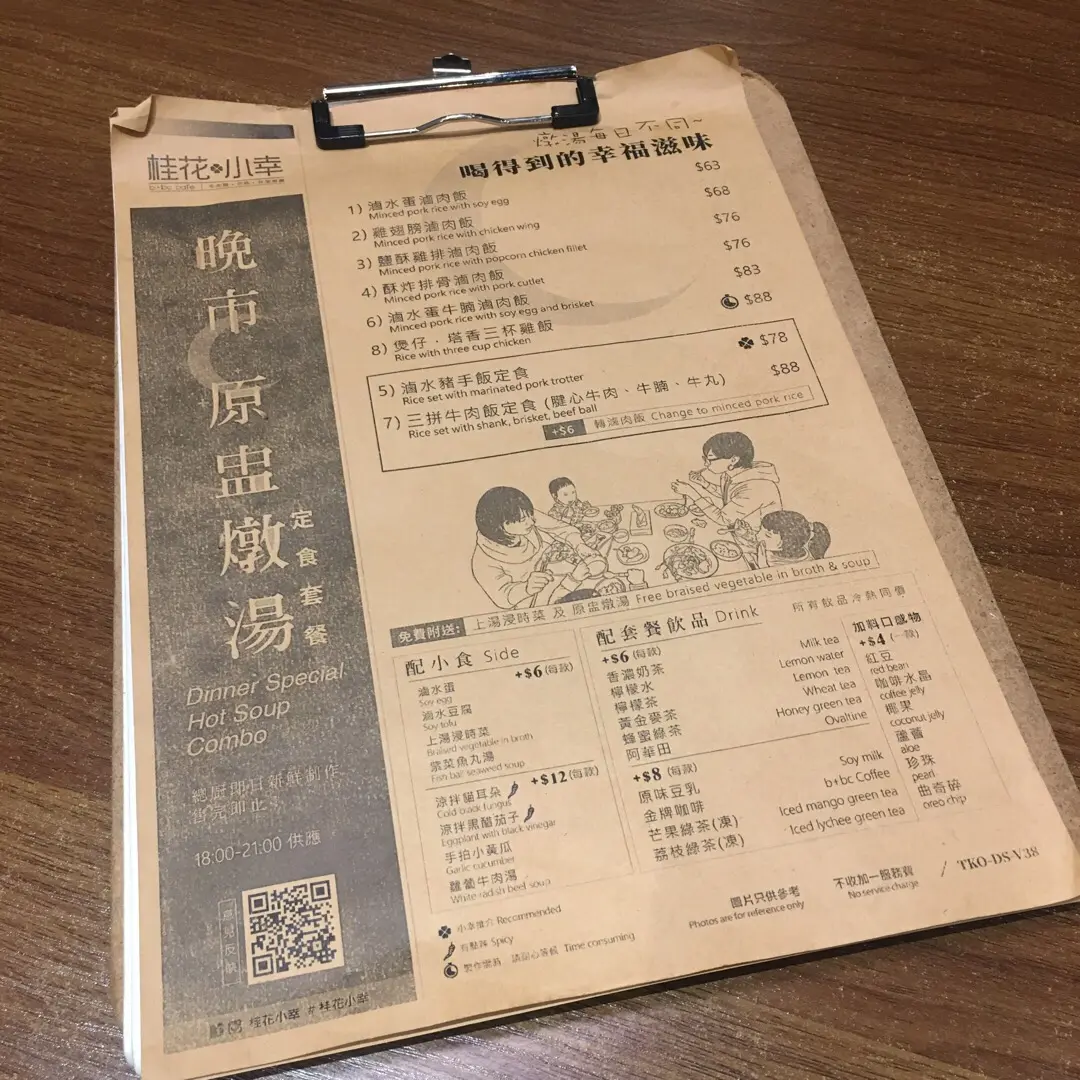 桂花小幸
b+bc cafe
晚市原盅燉湯
定食套餐
Dinner Special
Hot Soup
Combo
總厨即日新鮮制作
售完即止
18:00-21:00 供應
意見反映
桂花小幸 # 桂花小幸
燉湯每日不同~
喝得到的幸福滋味
1) 滷水蛋滷肉飯 $63
Minced pork rice with soy egg
2) 雞翅膀滷肉飯 $68
Minced pork rice with chicken wing
3) 鹽酥雞排滷肉飯 $76
Minced pork rice with popcorn chicken fillet
4) 酥炸排骨滷肉飯 $76
Minced pork rice with pork cutlet
6) 滷水蛋牛腩滷肉飯 $83
Minced pork rice with soy egg and brisket
8) 煲仔．塔香三杯雞飯 $88
Rice with three cup chicken
5) 滷水豬手飯定食 $78
Rice set with marinated pork trotter
7) 三拼牛肉飯定食 (腱心牛肉、牛腩、牛丸) $88
Rice set with shank, brisket, beef ball
+$6 轉滷肉飯 Change to minced pork rice
免費附送: 上湯浸時菜 及 原盅燉湯 Free braised vegetable in broth & soup
配小食 Side
+$6 (每款)
滷水蛋
Soy egg
滷水豆腐
Soy tofu
上湯浸時菜
Braised vegetable in broth
紫菜魚丸湯
Fish ball seaweed soup
+$12 (每款)
涼拌貓耳朵
Cold black fungus
涼拌黑醋茄子
Eggplant with black vinegar
手拍小黃瓜
Garlic cucumber
蘿蔔牛肉湯
White radish beef soup
配套餐飲品 Drink
所有飲品冷熱同價
+$6 (每款)
香濃奶茶 Milk tea
檸檬水 Lemon water
檸檬茶 Lemon tea
黃金麥茶 Wheat tea
蜂蜜綠茶 Honey green tea
阿華田 Ovaltine
+$8 (每款)
原味豆乳 Soy milk
金牌咖啡 b+bc Coffee
芒果綠茶(凍) Iced mango green tea
荔枝綠茶(凍) Iced lychee green tea
加料口感物
+$4 (一款)
紅豆
red bean
咖啡水晶
coffee jelly
椰果
coconut jelly
蘆薈
aloe
珍珠
pearl
曲奇碎
oreo chip
小幸推介 Recommended
有點辣 Spicy
製作需時，請耐心等候 Time consuming
圖片只供參考
Photos are for reference only
不收加一服務費
No service charge
/ TKO-DS-V38